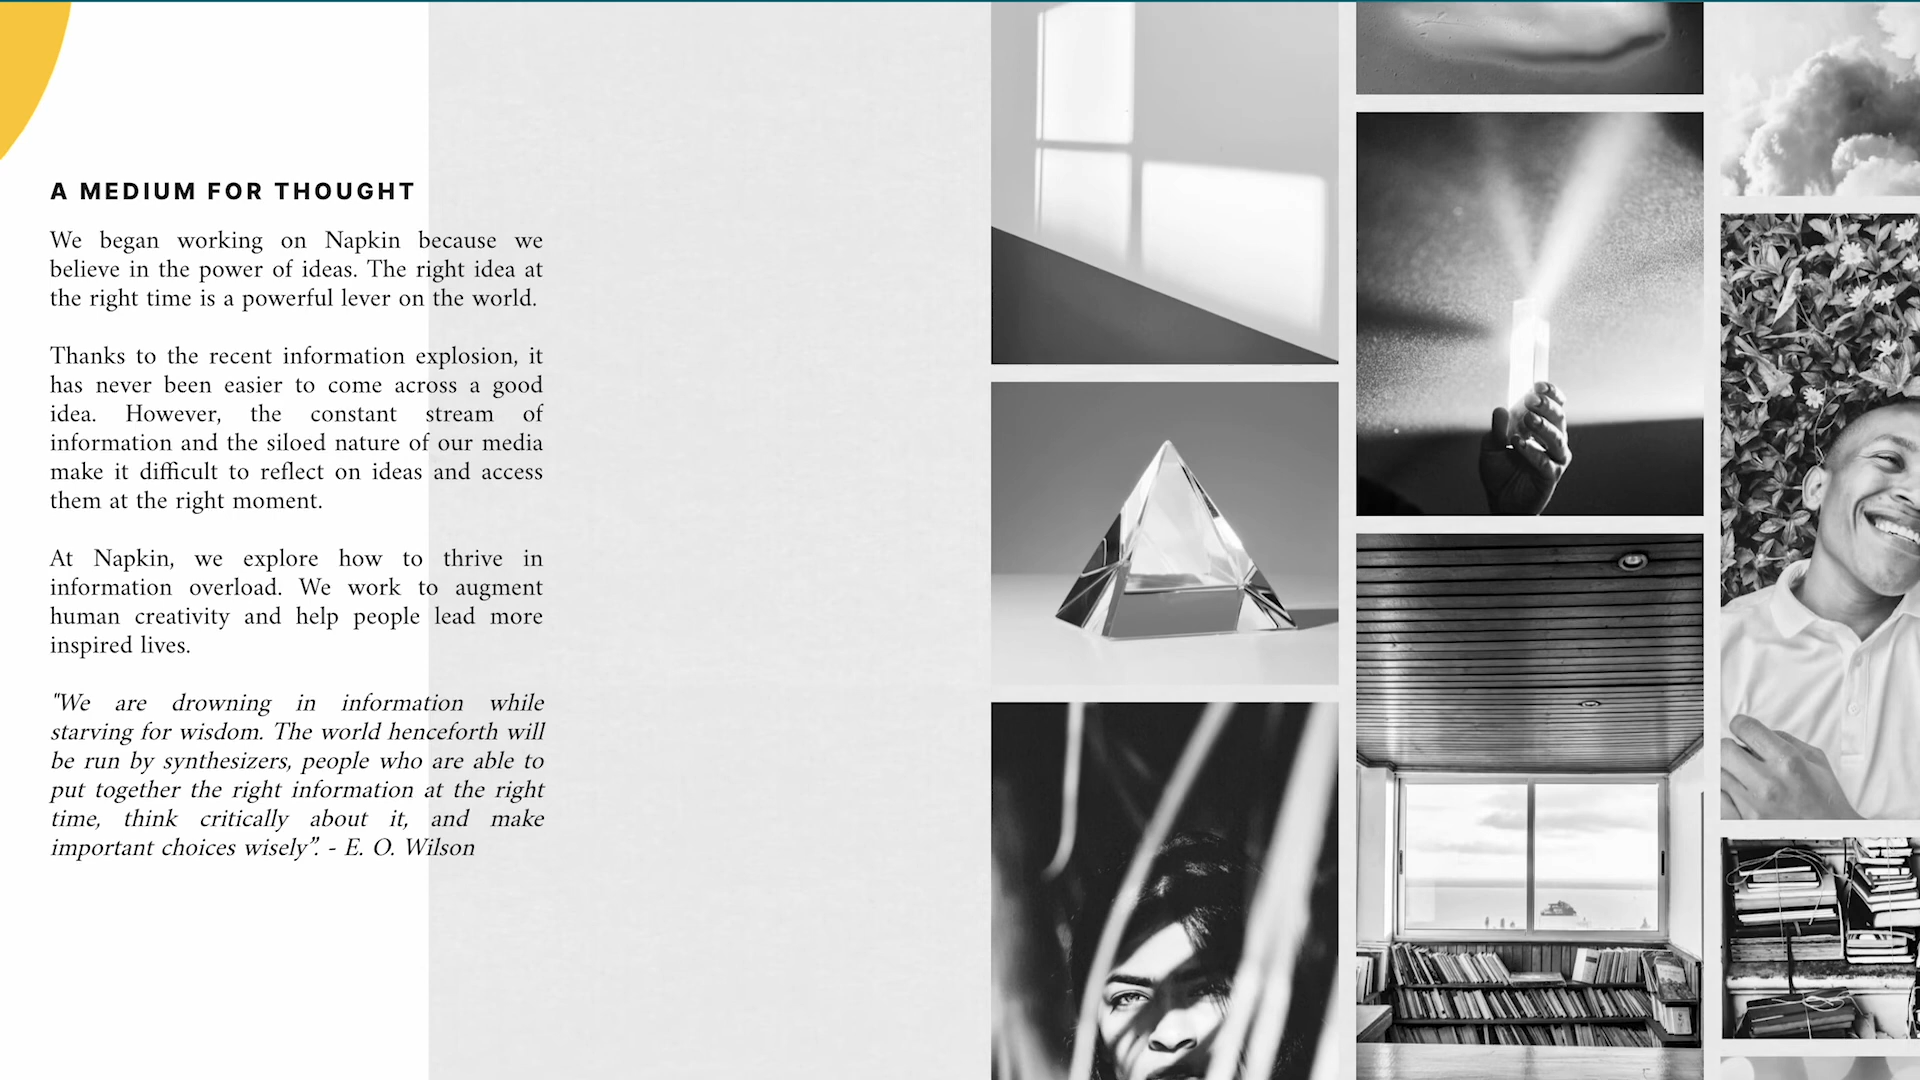 A MEDIUM FOR THOUGHT
We began working on Napkin because we
believe in the power of ideas. The right idea at
the right time is a powerful lever on the world.
Thanks to the recent information explosion, it
has never been easier to come across a good
idea. However, the constant stream of
information and the siloed nature of our media
make it difficult to reflect on ideas and access
them at the right moment.
At Napkin, we explore how to thrive in
information overload. We work to augment
human creativity and help people lead more
inspired lives.
"We are drowning in information while
starving for wisdom. The world henceforth will
be run by synthesizers, people who are able to
put together the right information at the right
time, think critically about it, and make
important choices wisely”. - E. O. Wilson